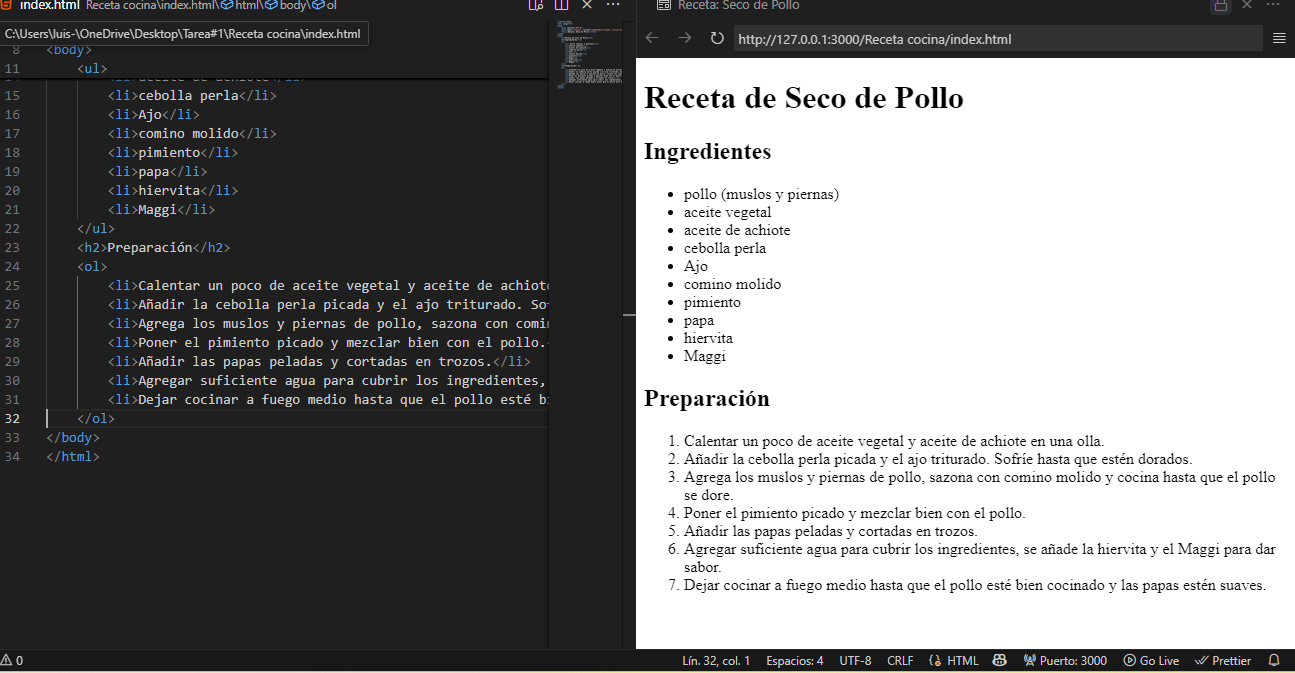 index.html Receta cocina\index.html\html\body\ol
C:\Users\luis-\OneDrive\Desktop\Tarea#1\Receta cocina\index.html
8 <body>
11 <ul>
<li>aceite de achiote</li>
15 <li>cebolla perla</li>
16 <li>Ajo</li>
17 <li>comino molido</li>
18 <li>pimiento</li>
19 <li>papa</li>
20 <li>hiervita</li>
21 <li>Maggi</li>
22 </ul>
23 <h2>Preparación</h2>
24 <ol>
25 <li>Calentar un poco de aceite vegetal y aceite de achiote
26 <li>Añadir la cebolla perla picada y el ajo triturado. So
27 <li>Agrega los muslos y piernas de pollo, sazona con comin
28 <li>Poner el pimiento picado y mezclar bien con el pollo.
29 <li>Añadir las papas peladas y cortadas en trozos.</li>
30 <li>Agregar suficiente agua para cubrir los ingredientes,
31 <li>Dejar cocinar a fuego medio hasta que el pollo esté bi
32 </ol>
33 </body>
34 </html>
Receta: Seco de Pollo
http://127.0.0.1:3000/Receta cocina/index.html
Receta de Seco de Pollo
Ingredientes
• pollo (muslos y piernas)
• aceite vegetal
• aceite de achiote
• cebolla perla
• Ajo
• comino molido
• pimiento
• papa
• hiervita
• Maggi
Preparación
1. Calentar un poco de aceite vegetal y aceite de achiote en una olla.
2. Añadir la cebolla perla picada y el ajo triturado. Sofríe hasta que estén dorados.
3. Agrega los muslos y piernas de pollo, sazona con comino molido y cocina hasta que el pollo
se dore.
4. Poner el pimiento picado y mezclar bien con el pollo.
5. Añadir las papas peladas y cortadas en trozos.
6. Agregar suficiente agua para cubrir los ingredientes, se añade la hiervita y el Maggi para dar
sabor.
7. Dejar cocinar a fuego medio hasta que el pollo esté bien cocinado y las papas estén suaves.
0 Lín. 32, col. 1 Espacios: 4 UTF-8 CRLF HTML Puerto: 3000 Go Live Prettier